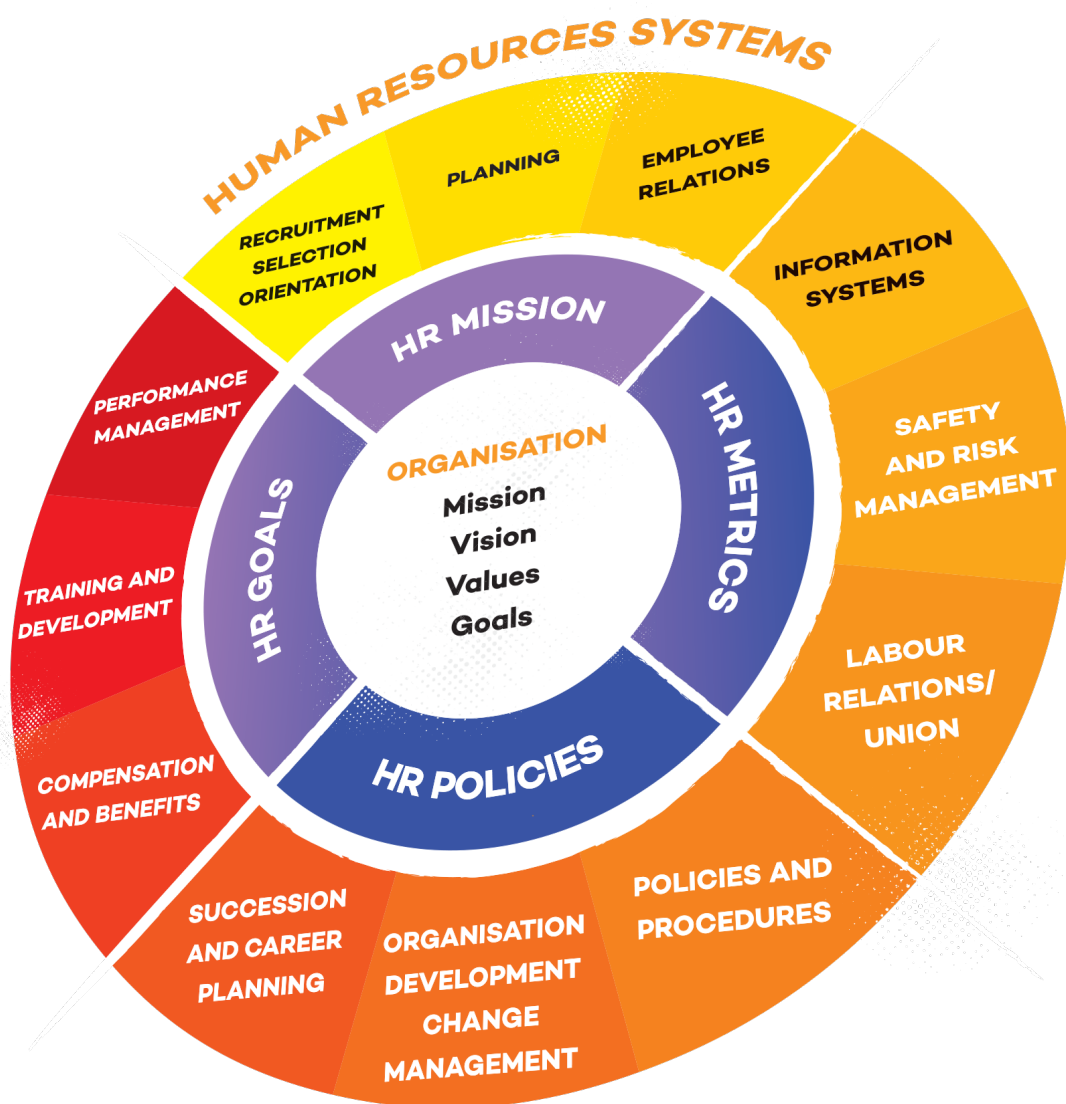 HUMAN RESOURCES SYSTEMS
RECRUITMENT
SELECTION
ORIENTATION
PLANNING
EMPLOYEE
RELATIONS
INFORMATION
SYSTEMS
SAFETY
AND RISK
MANAGEMENT
LABOUR
RELATIONS/
UNION
POLICIES AND
PROCEDURES
ORGANISATION
DEVELOPMENT
CHANGE
MANAGEMENT
SUCCESSION
AND CAREER
PLANNING
COMPENSATION
AND BENEFITS
TRAINING AND
DEVELOPMENT
PERFORMANCE
MANAGEMENT
HR MISSION
HR METRICS
HR POLICIES
HR GOALS
ORGANISATION
Mission
Vision
Values
Goals